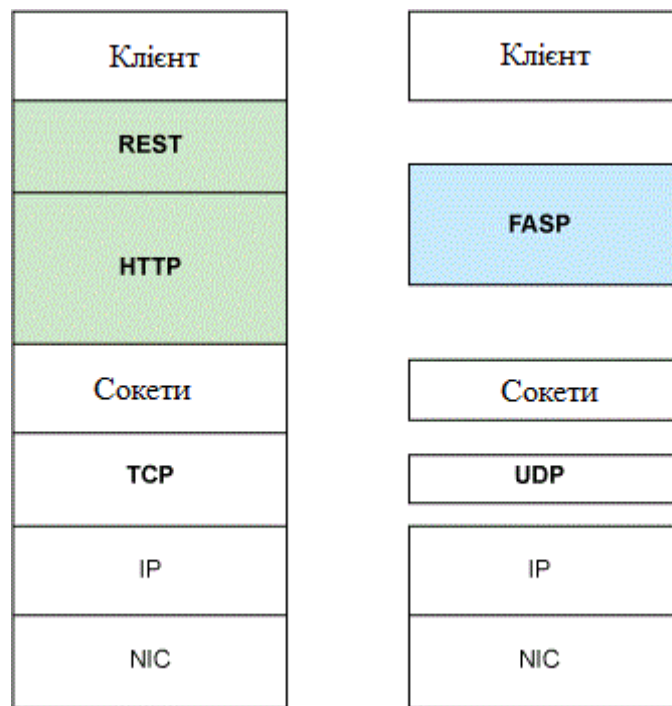 Клієнт
REST
HTTP
Сокети
TCP
IP
NIC
Клієнт
FASP
Сокети
UDP
IP
NIC